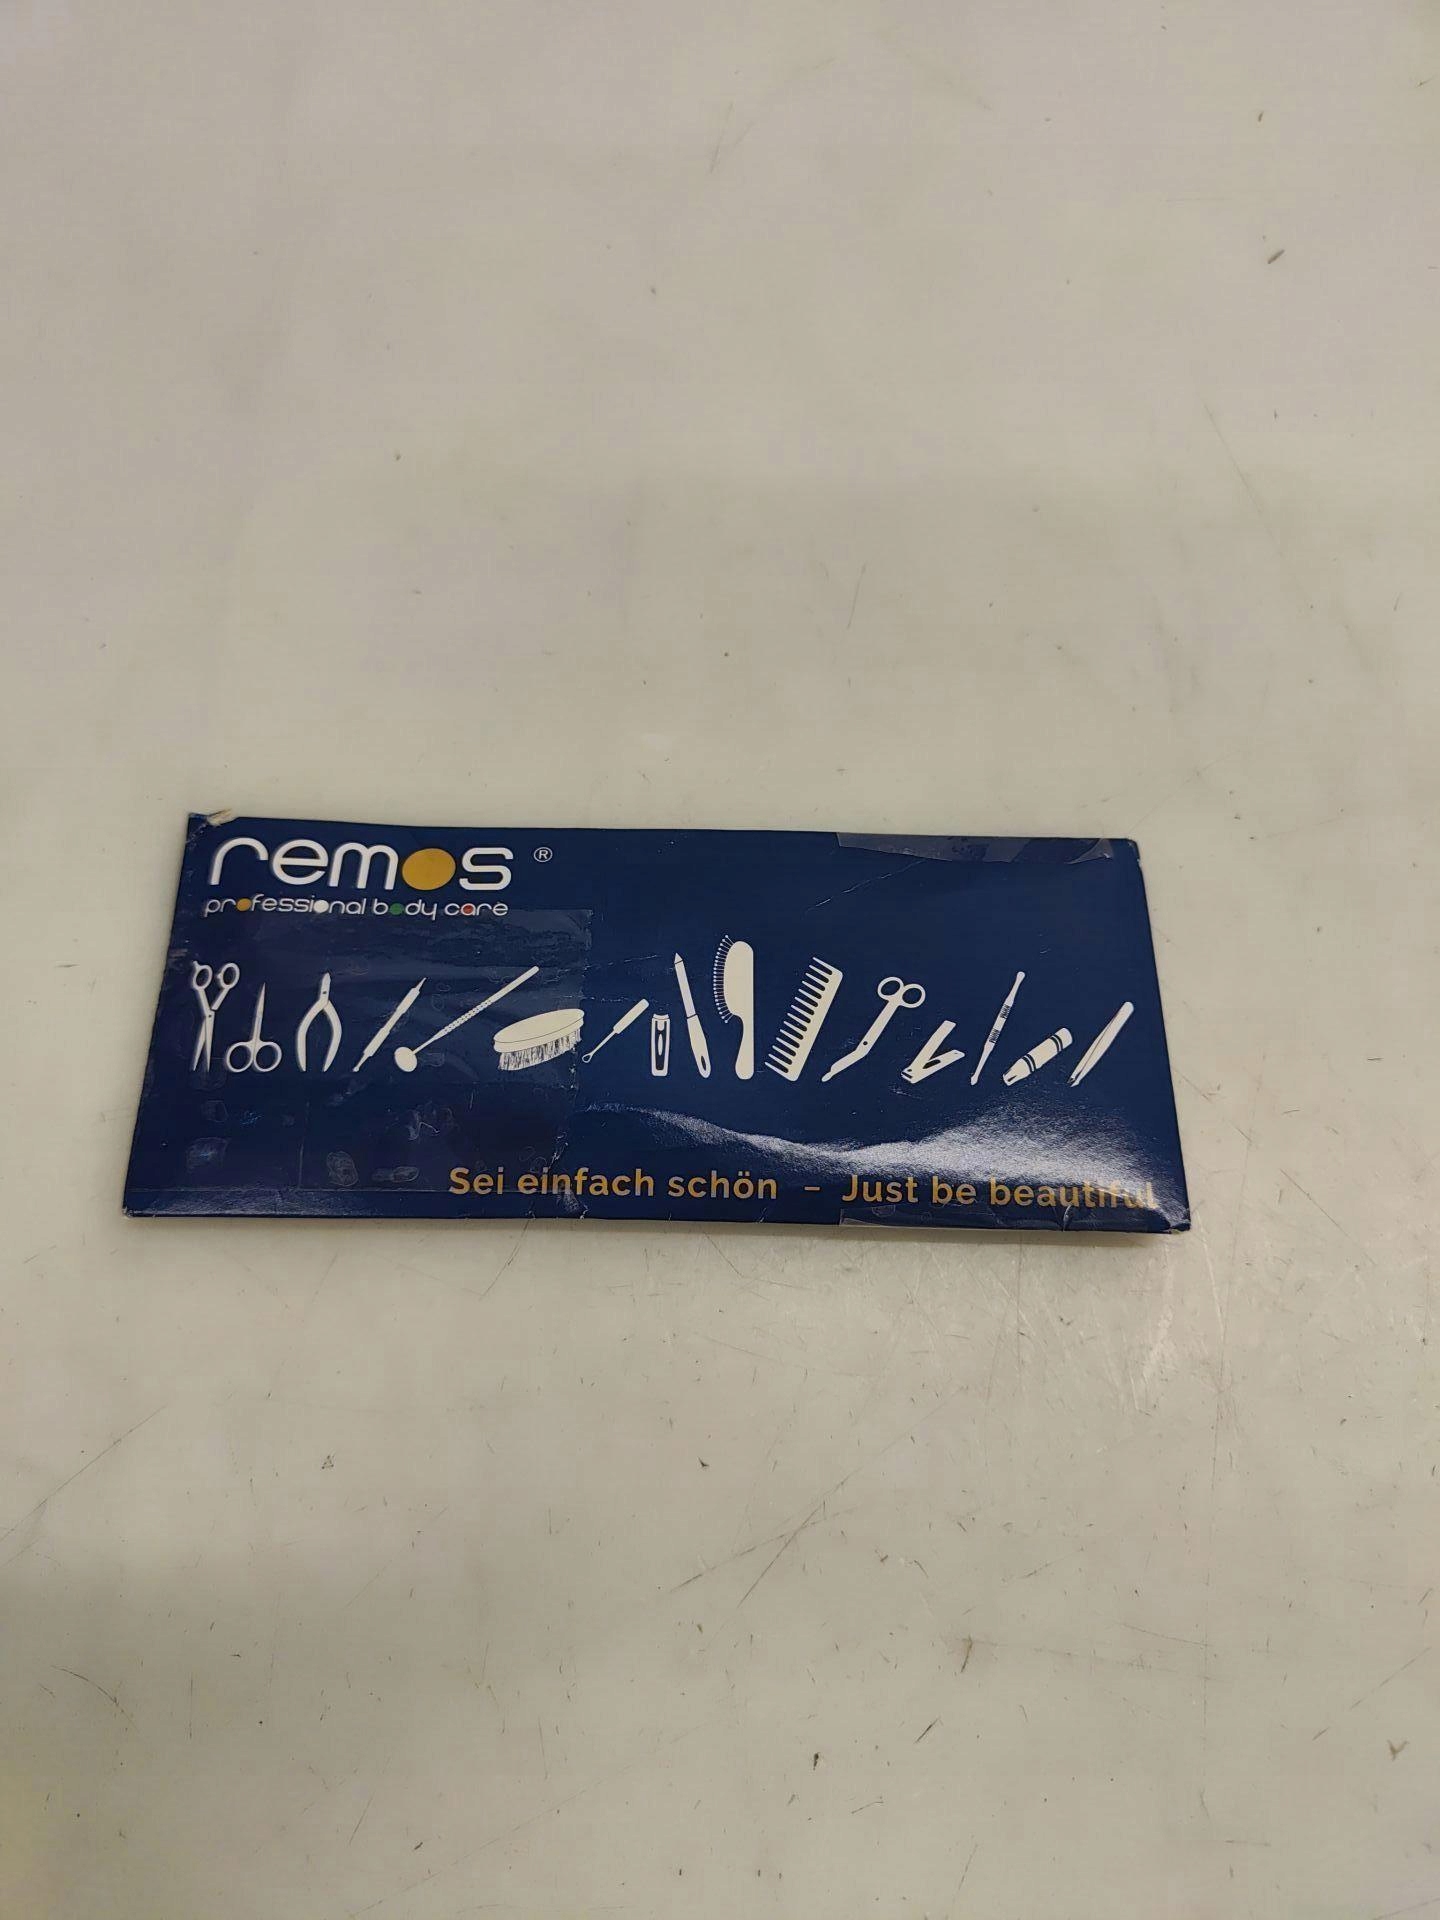 remos ®
professional body care
Sei einfach schön - Just be beautiful